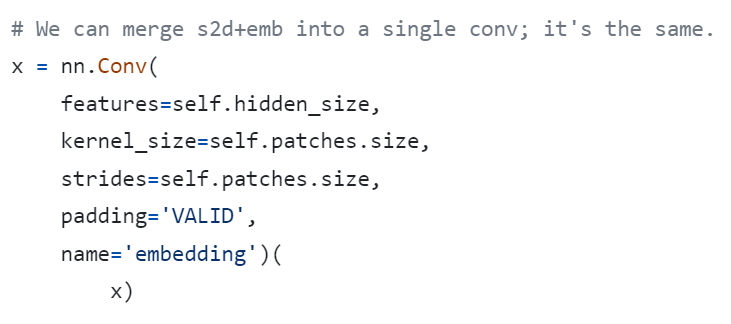 # We can merge s2d+emb into a single conv; it's the same.
x = nn.Conv(
    features=self.hidden_size,
    kernel_size=self.patches.size,
    strides=self.patches.size,
    padding='VALID',
    name='embedding')(
        x)